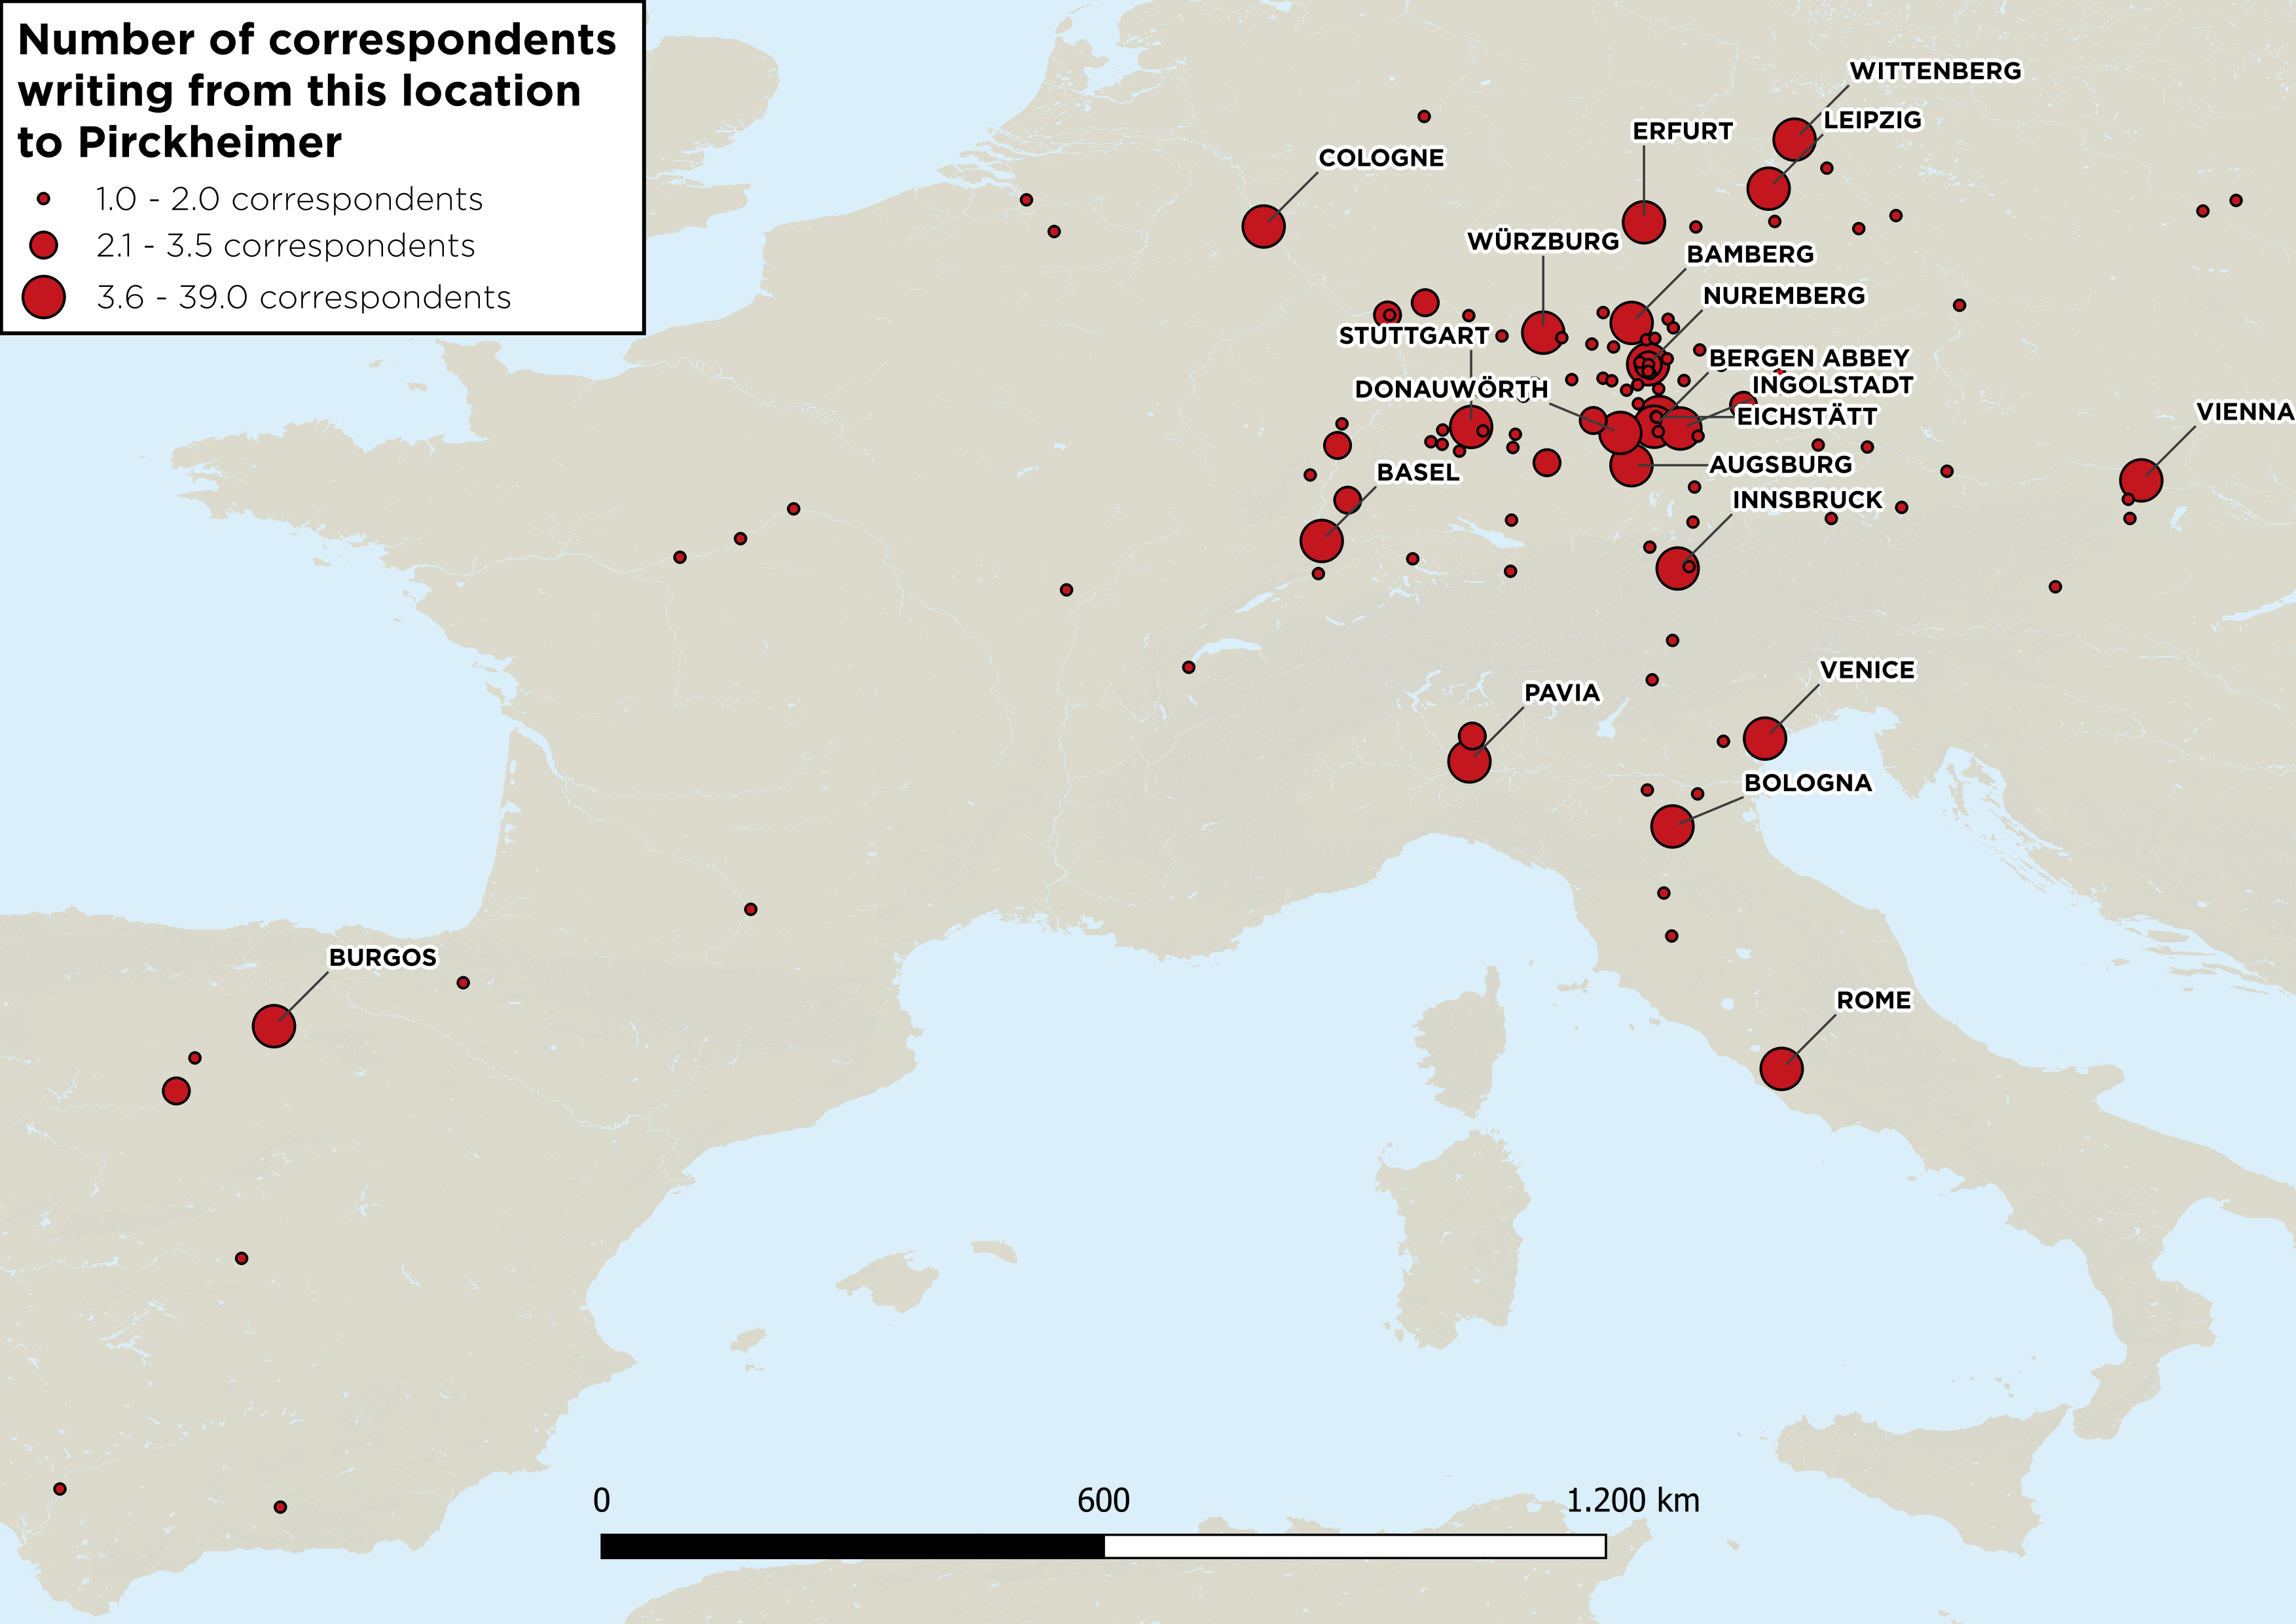 Number of correspondents
writing from this location
to Pirckheimer
1.0 - 2.0 correspondents
2.1 - 3.5 correspondents
3.6 - 39.0 correspondents
WITTENBERG
LEIPZIG
ERFURT
COLOGNE
WÜRZBURG
BAMBERG
NUREMBERG
STUTTGART
BERGEN ABBEY
INGOLSTADT
DONAUWÖRTH
EICHSTÄTT
VIENNA
AUGSBURG
BASEL
INNSBRUCK
VENICE
PAVIA
BOLOGNA
BURGOS
ROME
0 600 1.200 km